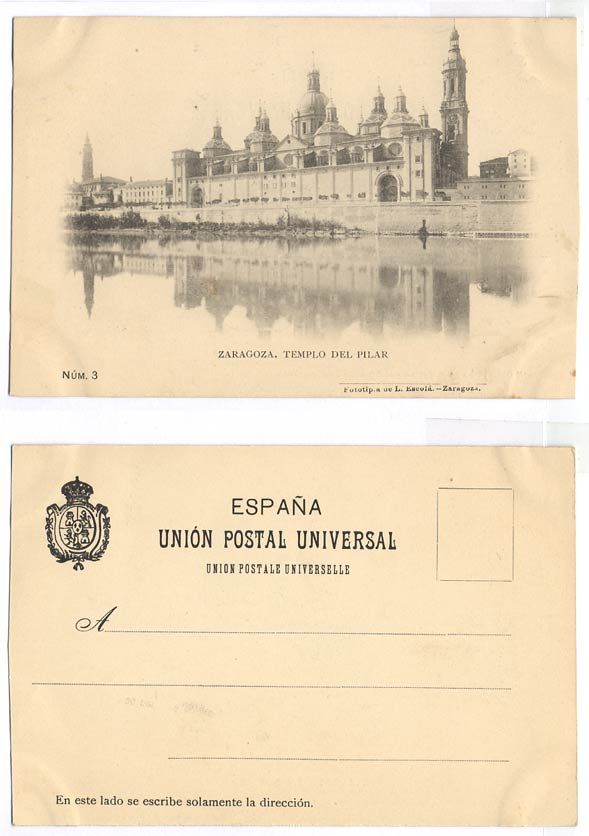 ZARAGOZA. TEMPLO DEL PILAR
NÚM. 3
Fototipia de L. Escolá.—Zaragoza.
ESPAÑA
UNIÓN POSTAL UNIVERSAL
UNION POSTALE UNIVERSELLE
A
En este lado se escribe solamente la dirección.